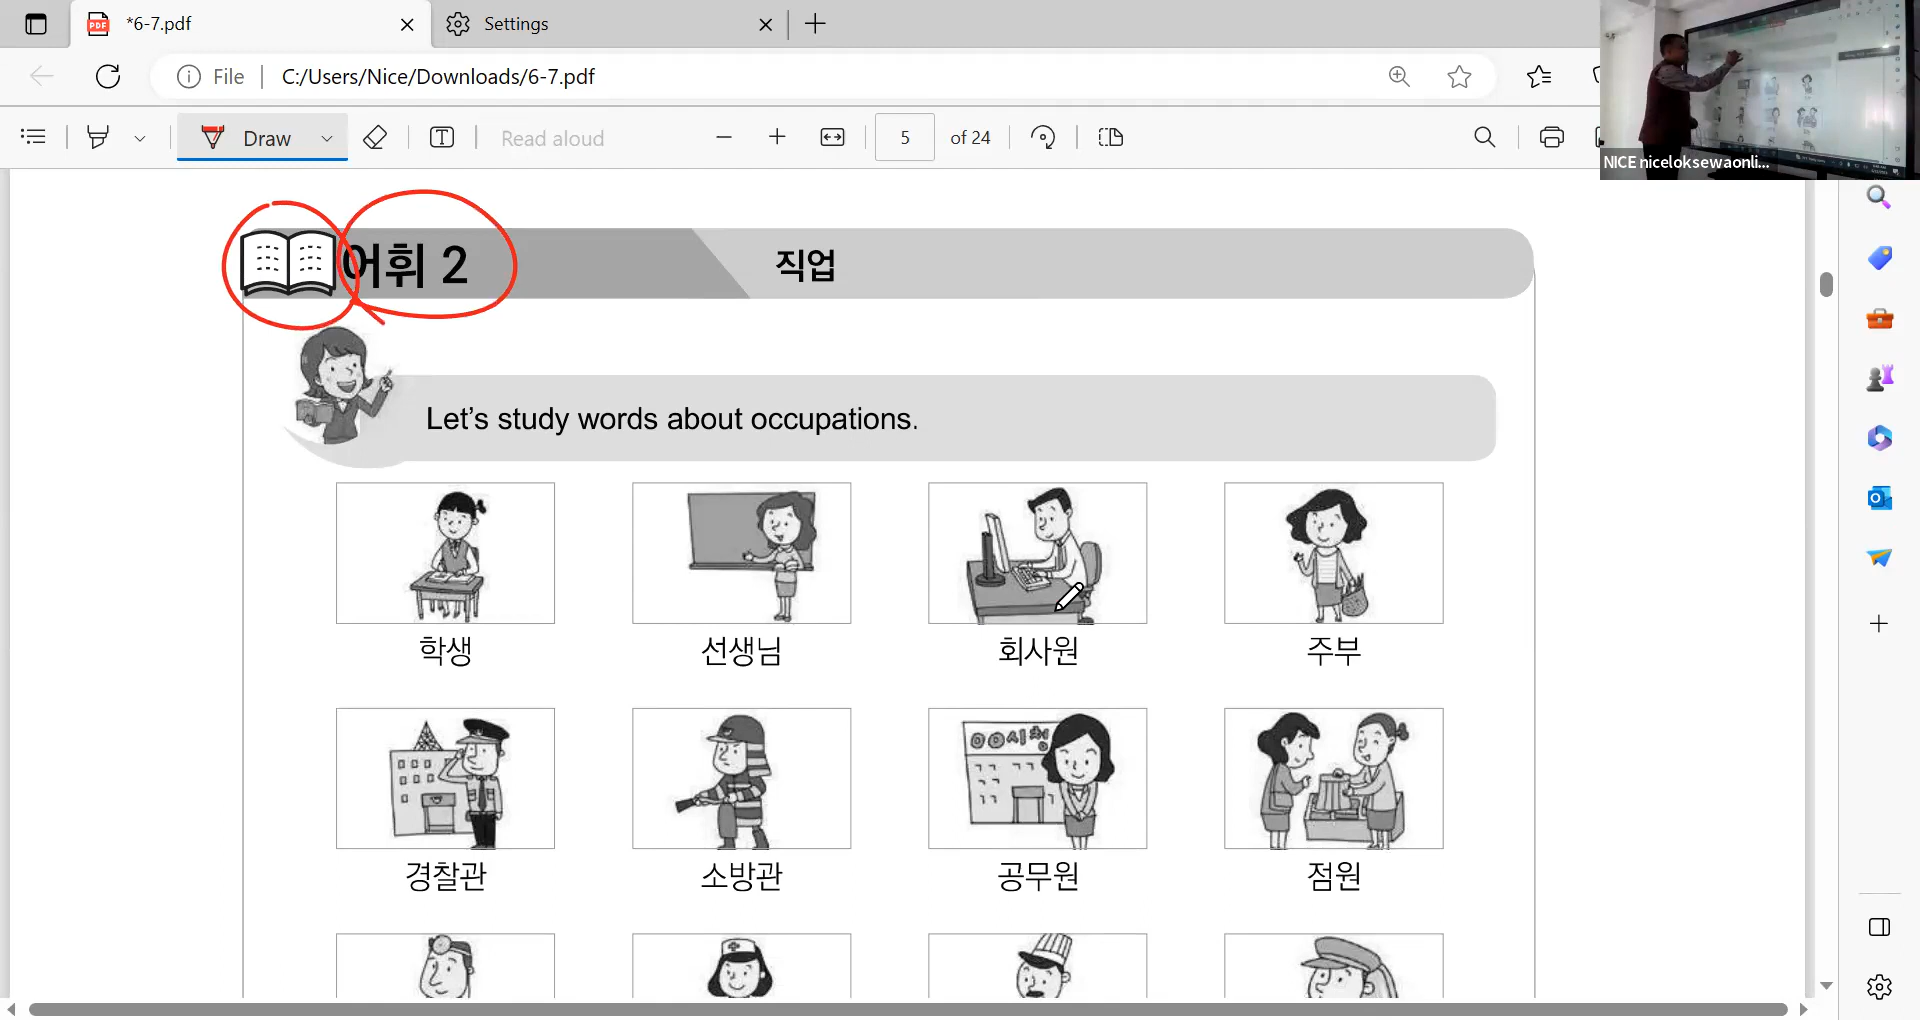 *6-7.pdf
Settings
File
C:/Users/Nice/Downloads/6-7.pdf
Draw
Read aloud
5
of 24
NICE niceloksewaonli...
어휘 2
직업
Let's study words about occupations.
학생
선생님
회사원
주부
시청
경찰관
소방관
공무원
점원